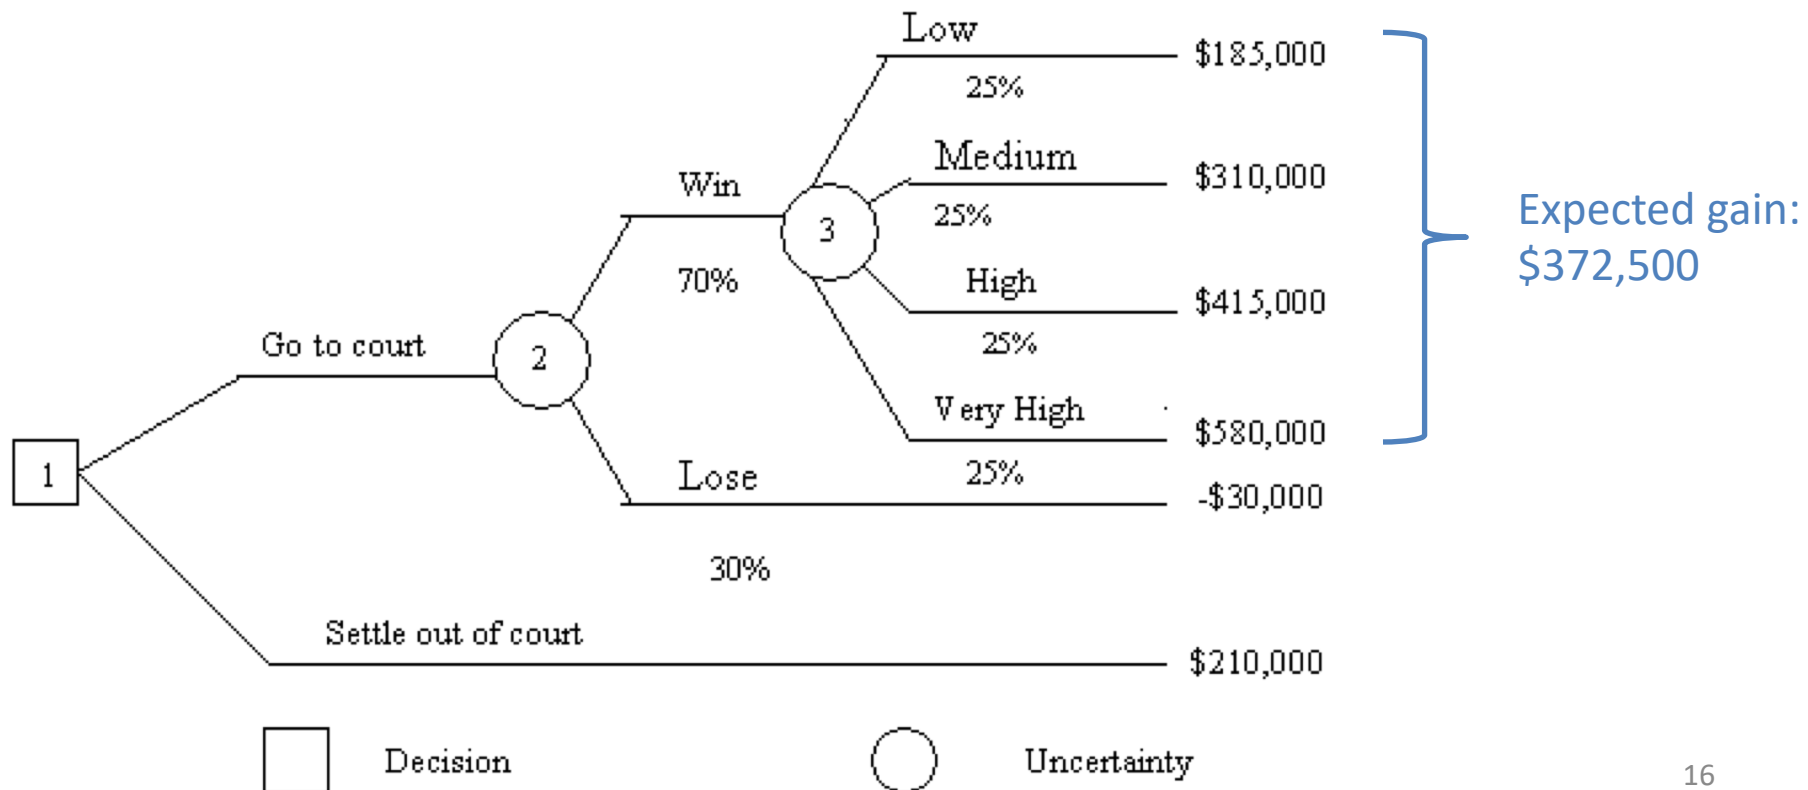 Low
$185,000
25%
Medium
$310,000
25%
Win
3
70%
High
$415,000
25%
Expected gain:
$372,500
Go to court
2
Very High
$580,000
25%
1
Lose
-$30,000
30%
Settle out of court
$210,000
Decision
Uncertainty
16